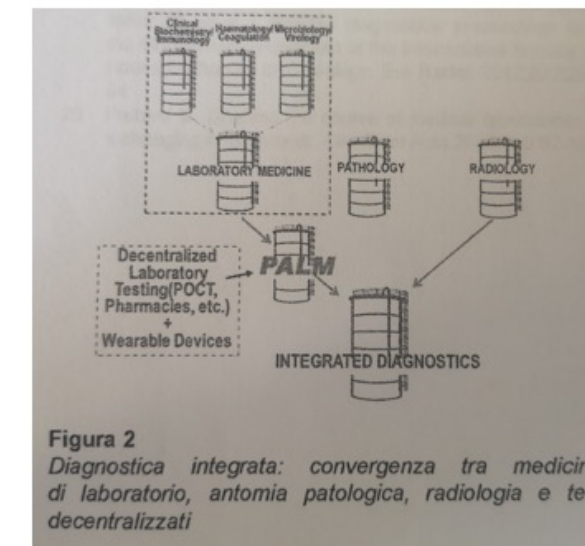 Clinical
Biochemistry/
Immunology
Haematology/
Coagulation
Microbiology/
Virology
LABORATORY MEDICINE
PATHOLOGY
RADIOLOGY
Decentralized
Laboratory
Testing(POCT,
Pharmacies, etc.)
+
Wearable Devices
PALM
INTEGRATED DIAGNOSTICS
Figura 2
Diagnostica integrata: convergenza tra medicin
di laboratorio, antomia patologica, radiologia e te
decentralizzati